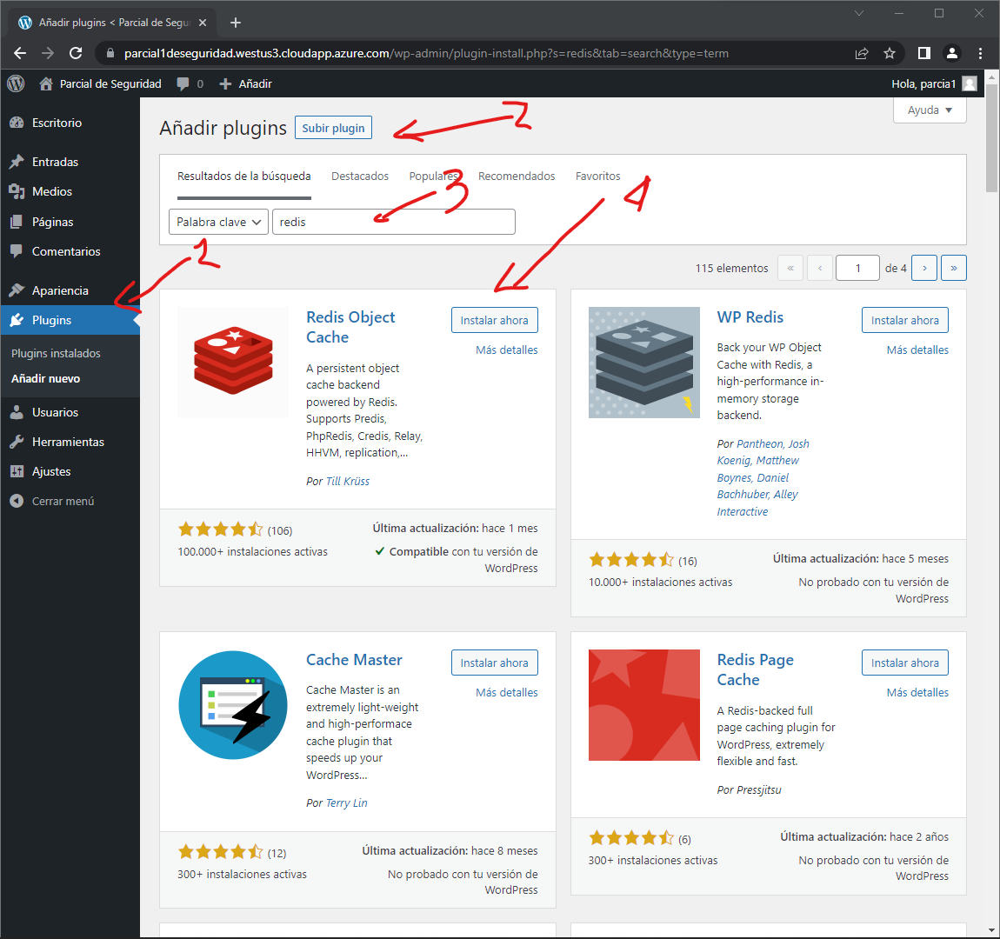 Añadir plugins < Parcial de Segu
parcial1deseguridad.westus3.cloudapp.azure.com/wp-admin/plugin-install.php?s=redis&tab=search&type=term
Parcial de Seguridad 0 Añadir Hola, parcia1
Ayuda
Escritorio
Entradas
Medios
Páginas
Comentarios
Apariencia
Plugins
Plugins instalados
Añadir nuevo
Usuarios
Herramientas
Ajustes
Cerrar menú
1
Añadir plugins Subir plugin
2
Resultados de la búsqueda Destacados Populares Recomendados Favoritos
3
4
Palabra clave redis
115 elementos « ‹ 1 de 4 › »
Redis Object
Cache
Instalar ahora
Más detalles
A persistent object
cache backend
powered by Redis.
Supports Predis,
PhpRedis, Credis, Relay,
HHVM, replication,...
Por Till Krüss
(106)
100.000+ instalaciones activas
Última actualización: hace 1 mes
Compatible con tu versión de
WordPress
WP Redis
Instalar ahora
Más detalles
Back your WP Object
Cache with Redis, a
high-performance in-
memory storage
backend.
Por Pantheon, Josh
Koenig, Matthew
Boynes, Daniel
Bachhuber, Alley
Interactive
(16)
10.000+ instalaciones activas
Última actualización: hace 5 meses
No probado con tu versión de
WordPress
Cache Master
Instalar ahora
Más detalles
Cache Master is an
extremely light-weight
and high-performace
cache plugin that
speeds up your
WordPress...
Por Terry Lin
(12)
300+ instalaciones activas
Última actualización: hace 8 meses
No probado con tu versión de
WordPress
Redis Page
Cache
Instalar ahora
Más detalles
A Redis-backed full
page caching plugin for
WordPress, extremely
flexible and fast.
Por Pressjitsu
(6)
300+ instalaciones activas
Última actualización: hace 2 años
No probado con tu versión de
WordPress